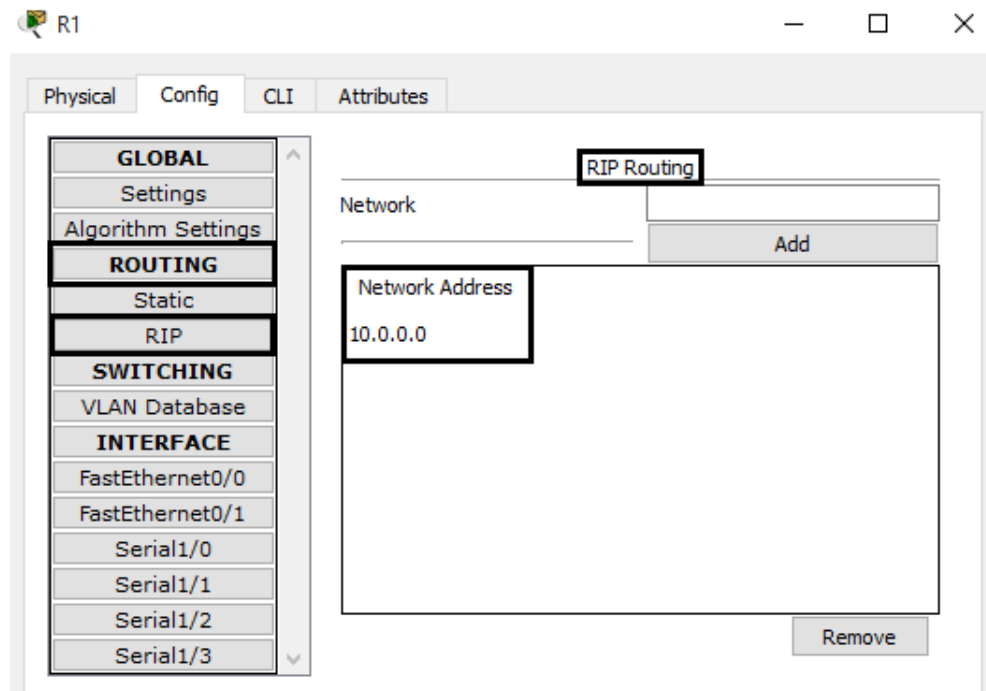 R1
Physical Config CLI Attributes
GLOBAL
Settings
Algorithm Settings
ROUTING
Static
RIP
SWITCHING
VLAN Database
INTERFACE
FastEthernet0/0
FastEthernet0/1
Serial1/0
Serial1/1
Serial1/2
Serial1/3
RIP Routing
Network
Add
Network Address
10.0.0.0
Remove